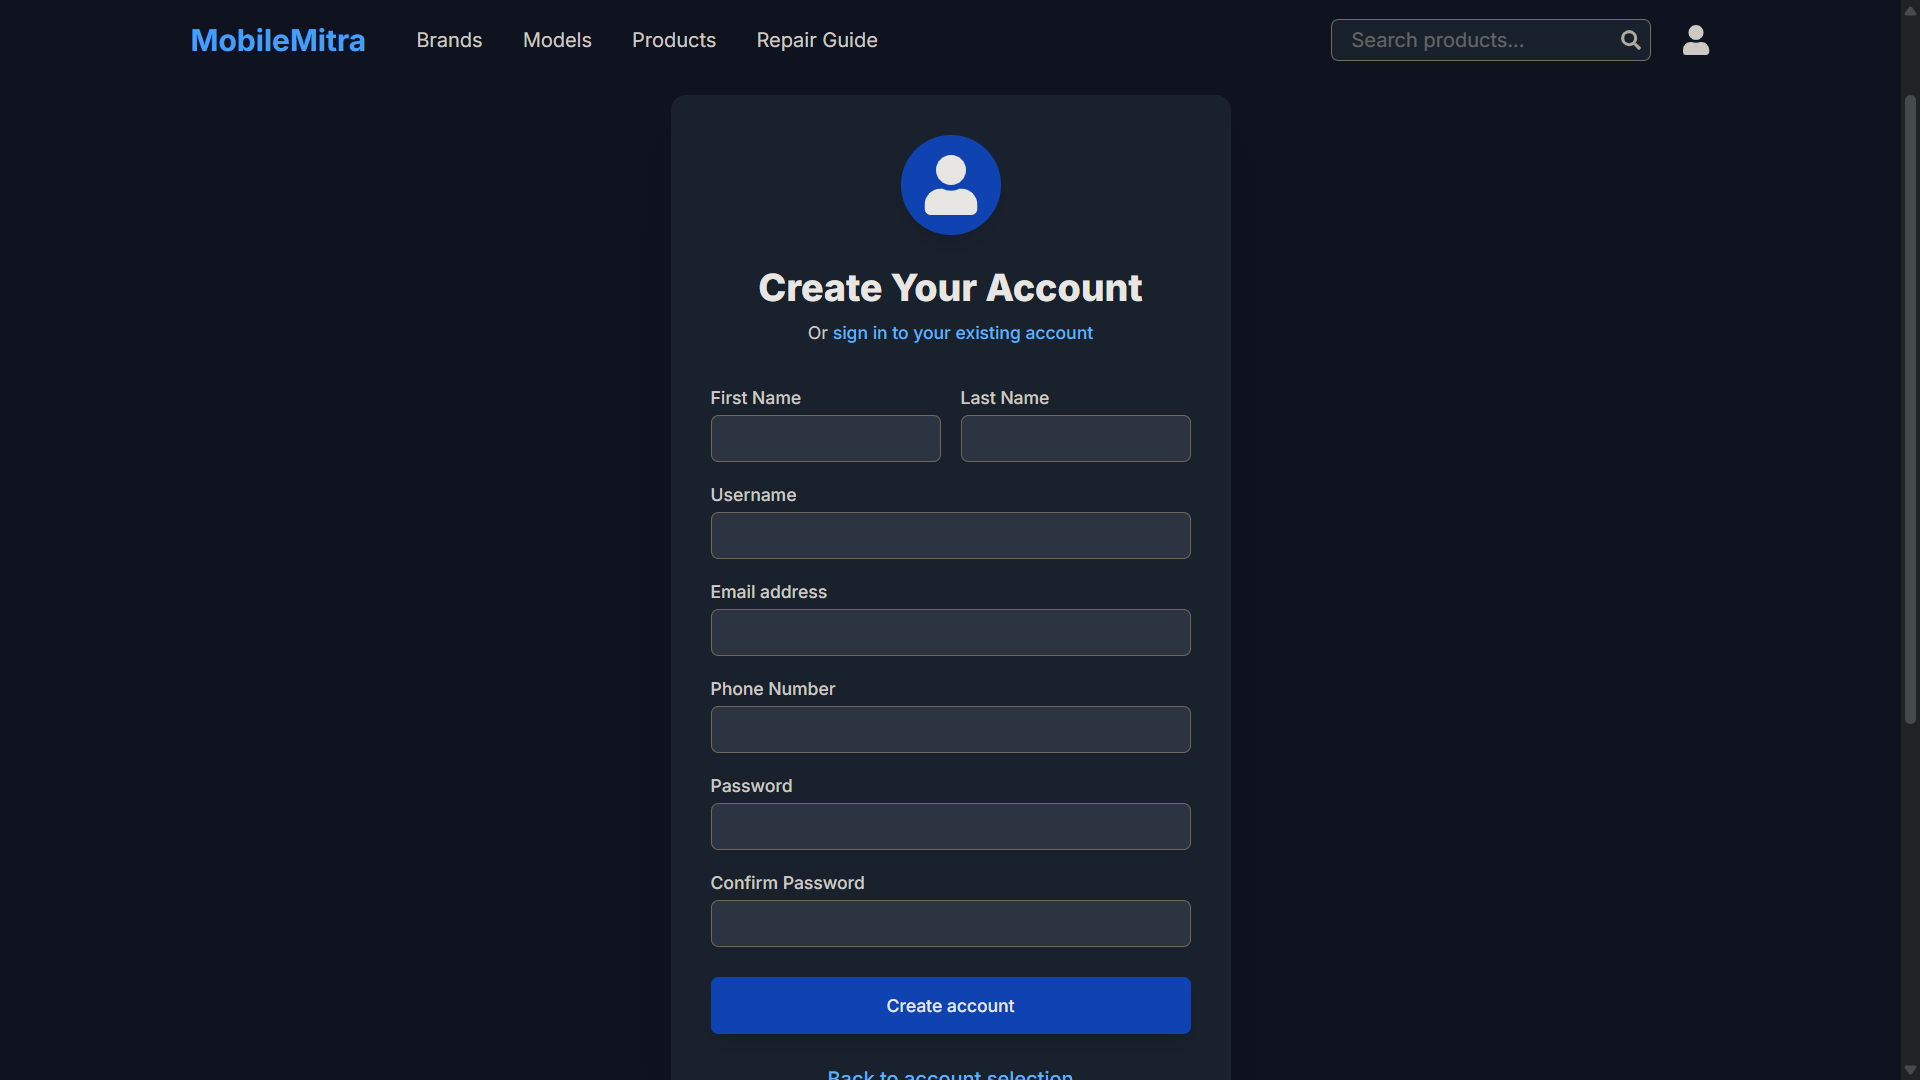 MobileMitra Brands Models Products Repair Guide Search products...
Create Your Account
Or sign in to your existing account
First Name Last Name
Username
Email address
Phone Number
Password
Confirm Password
Create account
Back to account selection